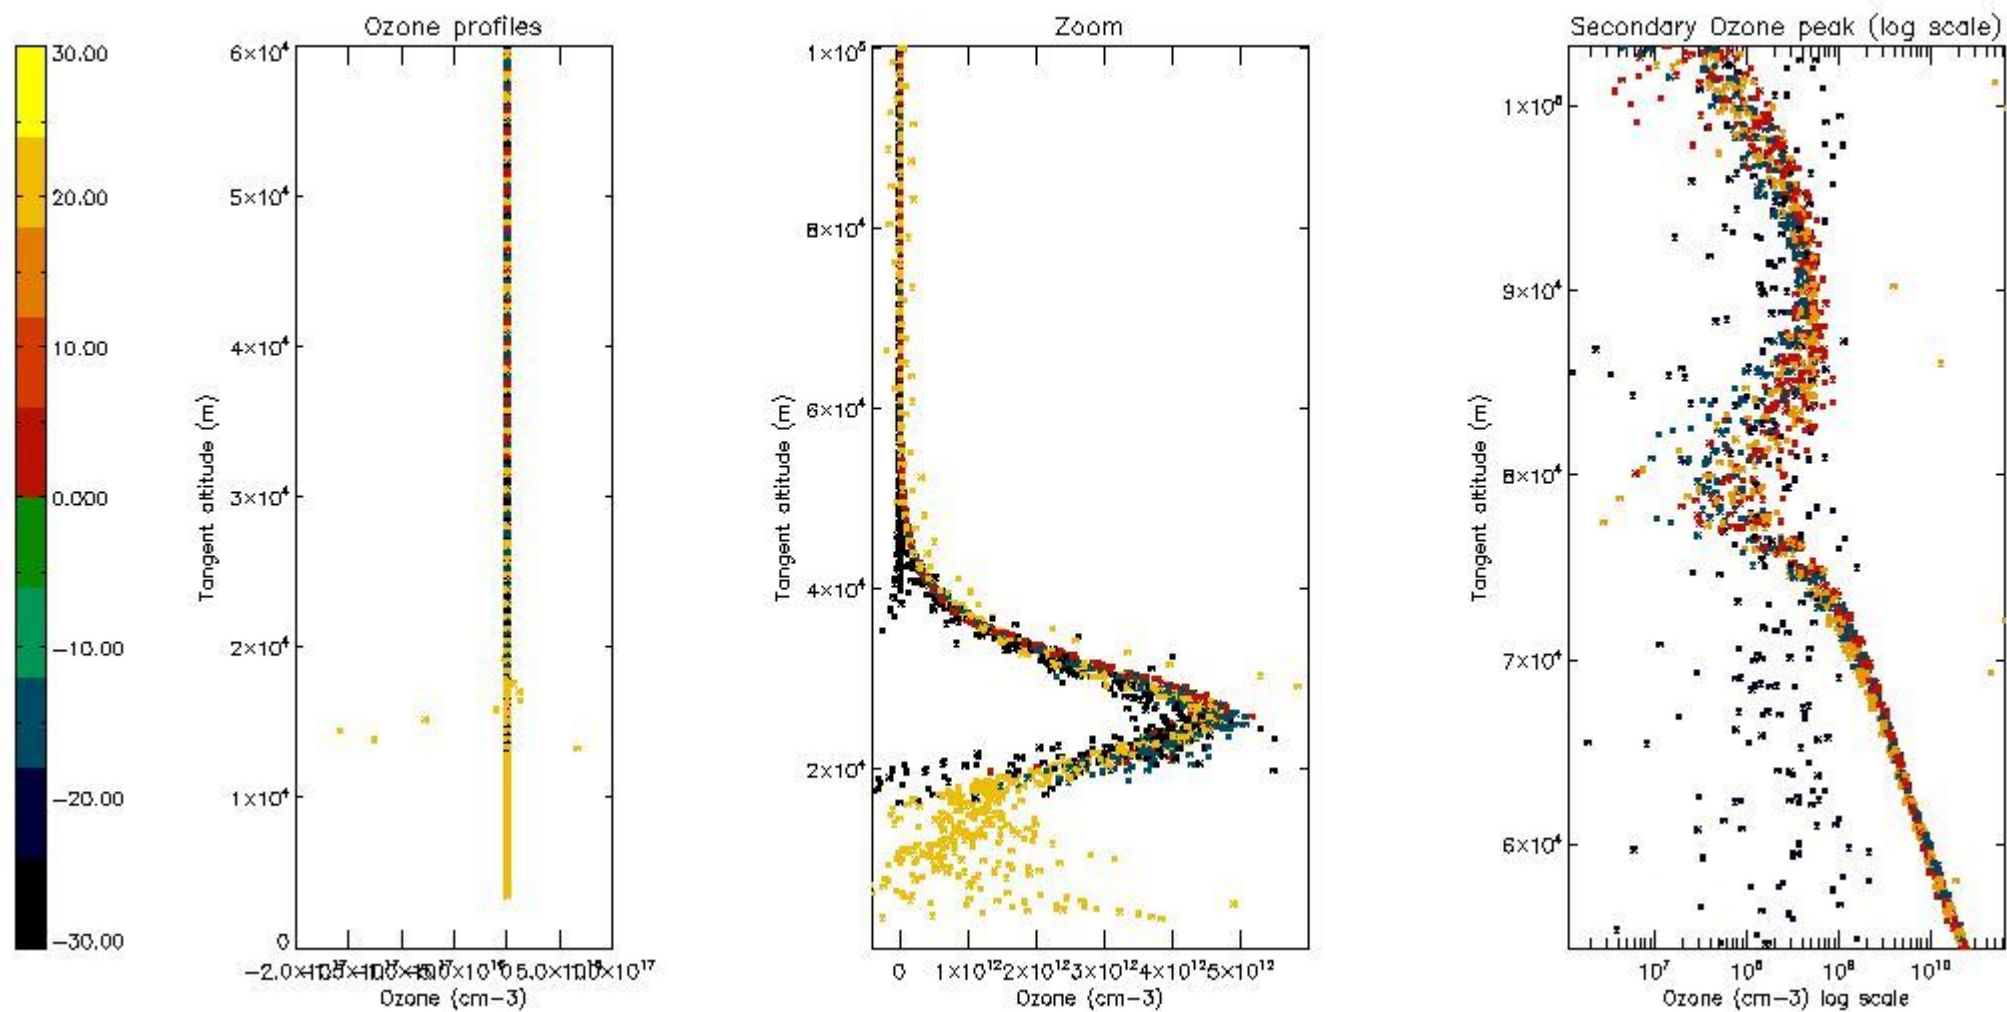 Ozone profiles
Zoom
Secondary Ozone peak (log scale)
30.00
20.00
10.00
−10.00
−20.00
−30.00
6×10⁴
5×10⁴
4×10⁴
3×10⁴
2×10⁴
1×10⁴
0
Tangent altitude (m)
Ozone (cm−3)
1×10⁵
8×10⁴
6×10⁴
4×10⁴
2×10⁴
Tangent altitude (m)
0 1×10¹² 2×10¹² 3×10¹² 4×10¹² 5×10¹²
Ozone (cm−3)
9×10⁴
8×10⁴
7×10⁴
6×10⁴
Tangent altitude (m)
10⁷ 10⁸ 10⁹ 10¹⁰
Ozone (cm−3) log scale